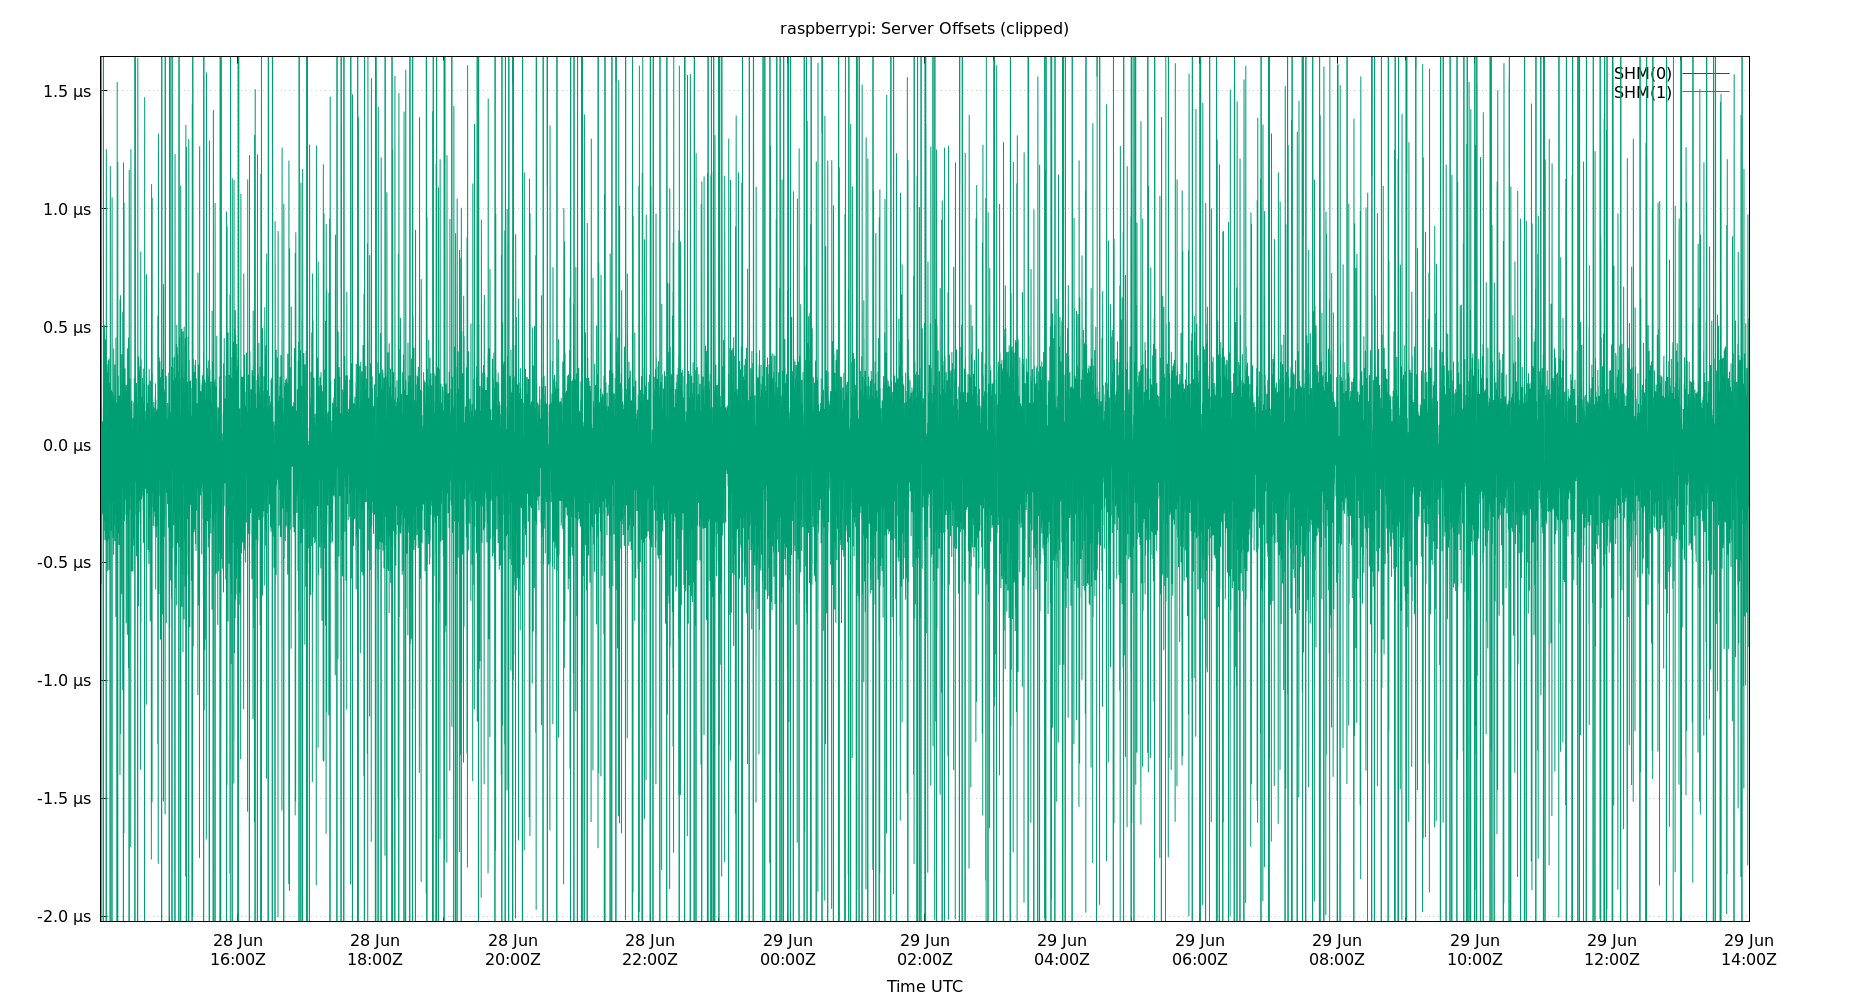 raspberrypi: Server Offsets (clipped)
SHM(0)
SHM(1)
1.5 µs
1.0 µs
0.5 µs
0.0 µs
-0.5 µs
-1.0 µs
-1.5 µs
-2.0 µs
28 Jun 28 Jun 28 Jun 28 Jun 29 Jun 29 Jun 29 Jun 29 Jun 29 Jun 29 Jun 29 Jun 29 Jun
16:00Z 18:00Z 20:00Z 22:00Z 00:00Z 02:00Z 04:00Z 06:00Z 08:00Z 10:00Z 12:00Z 14:00Z
Time UTC